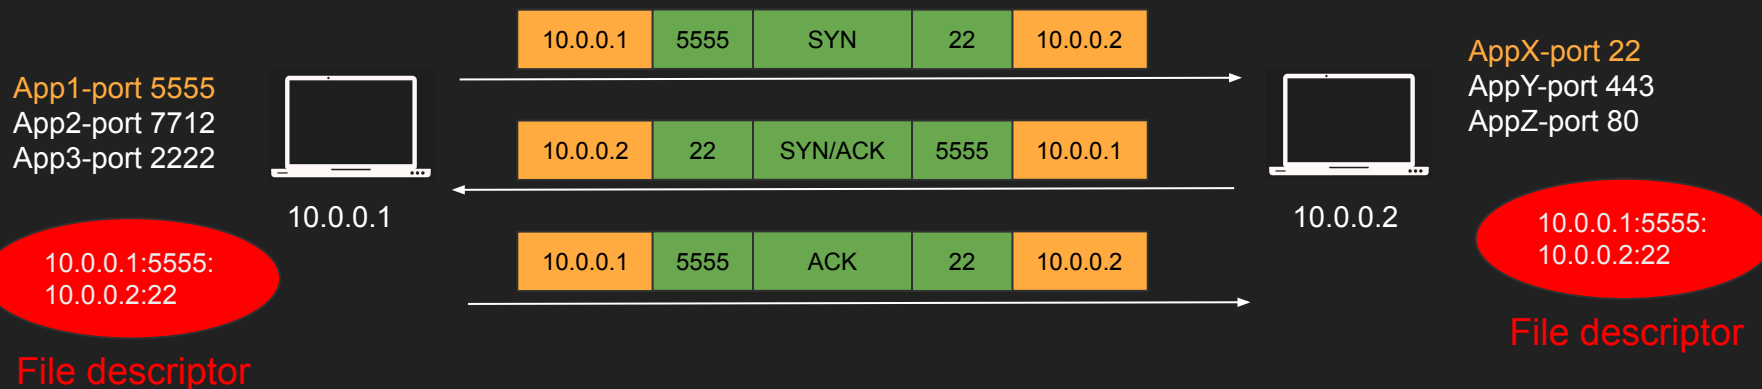 10.0.0.1 5555 SYN 22 10.0.0.2
App1-port 5555
App2-port 7712
App3-port 2222
AppX-port 22
AppY-port 443
AppZ-port 80
10.0.0.2 22 SYN/ACK 5555 10.0.0.1
10.0.0.1
10.0.0.2
10.0.0.1 5555 ACK 22 10.0.0.2
10.0.0.1:5555:
10.0.0.2:22
File descriptor
10.0.0.1:5555:
10.0.0.2:22
File descriptor